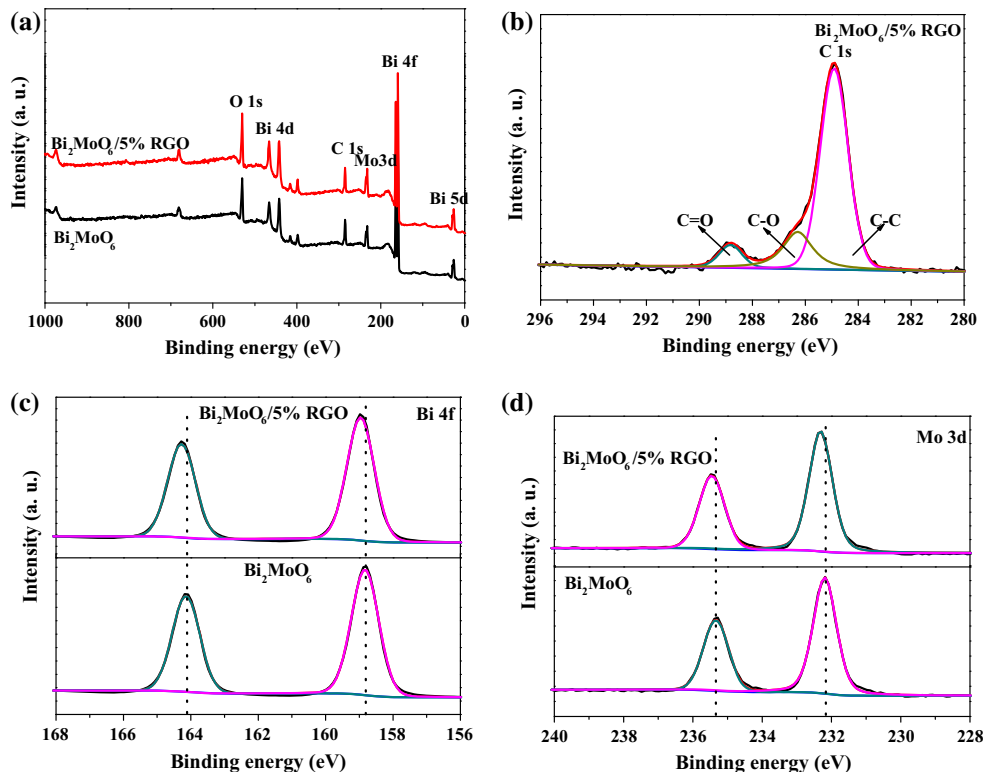 (a)
Intensity (a. u.)
Bi₂MoO₆/5% RGO
Bi₂MoO₆
O 1s
Bi 4d
C 1s
Mo3d
Bi 4f
Bi 5d
1000 800 600 400 200 0
Binding energy (eV)
(b)
Intensity (a. u.)
Bi₂MoO₆/5% RGO
C 1s
C=O
C-O
C-C
296 294 292 290 288 286 284 282 280
Binding energy (eV)
(c)
Intensity (a. u.)
Bi₂MoO₆/5% RGO
Bi 4f
Bi₂MoO₆
168 166 164 162 160 158 156
Binding energy (eV)
(d)
Intensity (a. u.)
Mo 3d
Bi₂MoO₆/5% RGO
Bi₂MoO₆
240 238 236 234 232 230 228
Binding energy (eV)